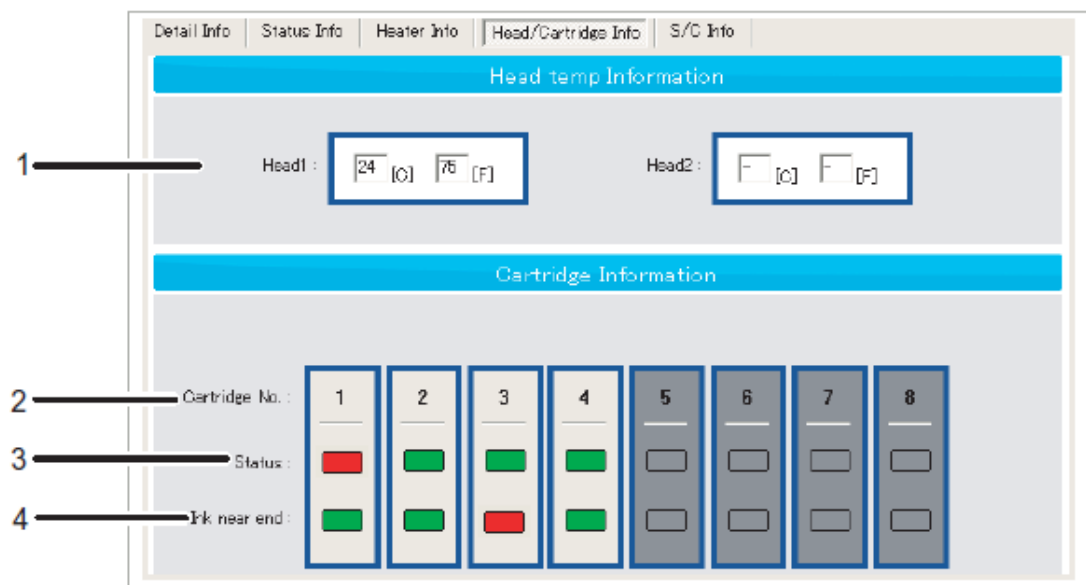 Detail Info Status Info Heater Info Head/Cartridge Info S/C Info
Head temp Information
1 Head1 : 24 [C] 75 [F] Head2 : - [C] - [F]
Cartridge Information
2 Cartridge No. : 1 2 3 4 5 6 7 8
3 Status :
4 Ink near end :